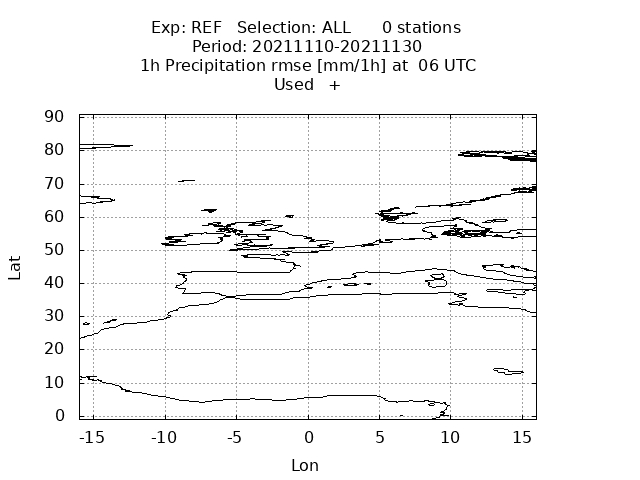 Exp: REF   Selection: ALL      0 stations
Period: 20211110-20211130
1h Precipitation rmse [mm/1h] at  06 UTC
Used   +
90
80
70
60
50
40
30
20
10
0
Lat
-15 -10 -5 0 5 10 15
Lon